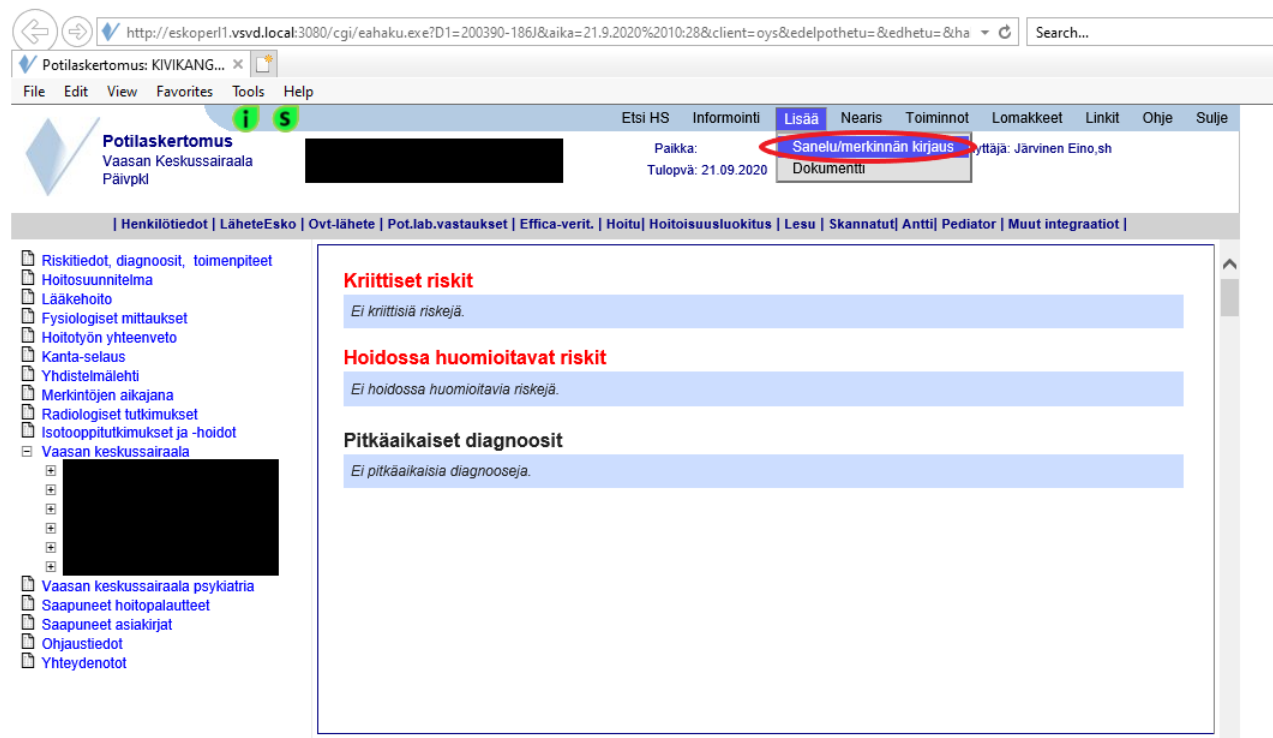 http://eskoperl1.vsvd.local:3080/cgi/eahaku.exe?D1=200390-186J&aika=21.9.2020%2010:28&client=oys&edelpothetu=&edhetu=&ha Search...
Potilaskertomus: KIVIKANG...
File Edit View Favorites Tools Help
i S
Etsi HS Informointi Lisää Nearis Toiminnot Lomakkeet Linkit Ohje Sulje
Potilaskertomus
Vaasan Keskussairaala
Päivpkl
Paikka:
Tulopvä: 21.09.2020
Sanelu/merkinnän kirjaus
Dokumentti
yttäjä: Järvinen Eino,sh
| Henkilötiedot | LäheteEsko | Ovt-lähete | Pot.lab.vastaukset | Effica-verit. | Hoitu| Hoitoisuusluokitus | Lesu | Skannatut| Antti| Pediator | Muut integraatiot |
Riskitiedot, diagnoosit, toimenpiteet
Hoitosuunnitelma
Lääkehoito
Fysiologiset mittaukset
Hoitotyön yhteenveto
Kanta-selaus
Yhdistelmälehti
Merkintöjen aikajana
Radiologiset tutkimukset
Isotooppitutkimukset ja -hoidot
Vaasan keskussairaala
Vaasan keskussairaala psykiatria
Saapuneet hoitopalautteet
Saapuneet asiakirjat
Ohjaustiedot
Yhteydenotot
Kriittiset riskit
Ei kriittisiä riskejä.
Hoidossa huomioitavat riskit
Ei hoidossa huomioitavia riskejä.
Pitkäaikaiset diagnoosit
Ei pitkäaikaisia diagnooseja.